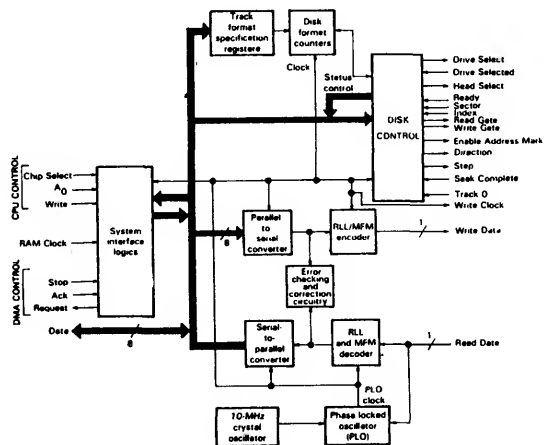 Track
format
specification
registere
Disk
format
counters
Clock
Stetus
control
DISK
CONTROL
Drive Select
Drive Selected
Head Select
Ready
Sector
Index
Read Gate
Write Gate
Enable Address Mark
Direction
Step
Seek Complete
Track 0
Write Clock
CPU CONTROL
Chip Select
A0
Write
RAM Clock
DMA CONTROL
Stop
Ack
Request
Date
8
System
interface
logics
8
Parallel
to
serial
converter
RLL/MFM
encoder
1
Write Data
Error
checking
and
correction
circuitry
Serial-
to-
parallel
converter
RLL
and MFM
decoder
1
Read Date
PLO
clock
10-MHz
crystal
oscillator
Phase locked
oscillator
(PLO)